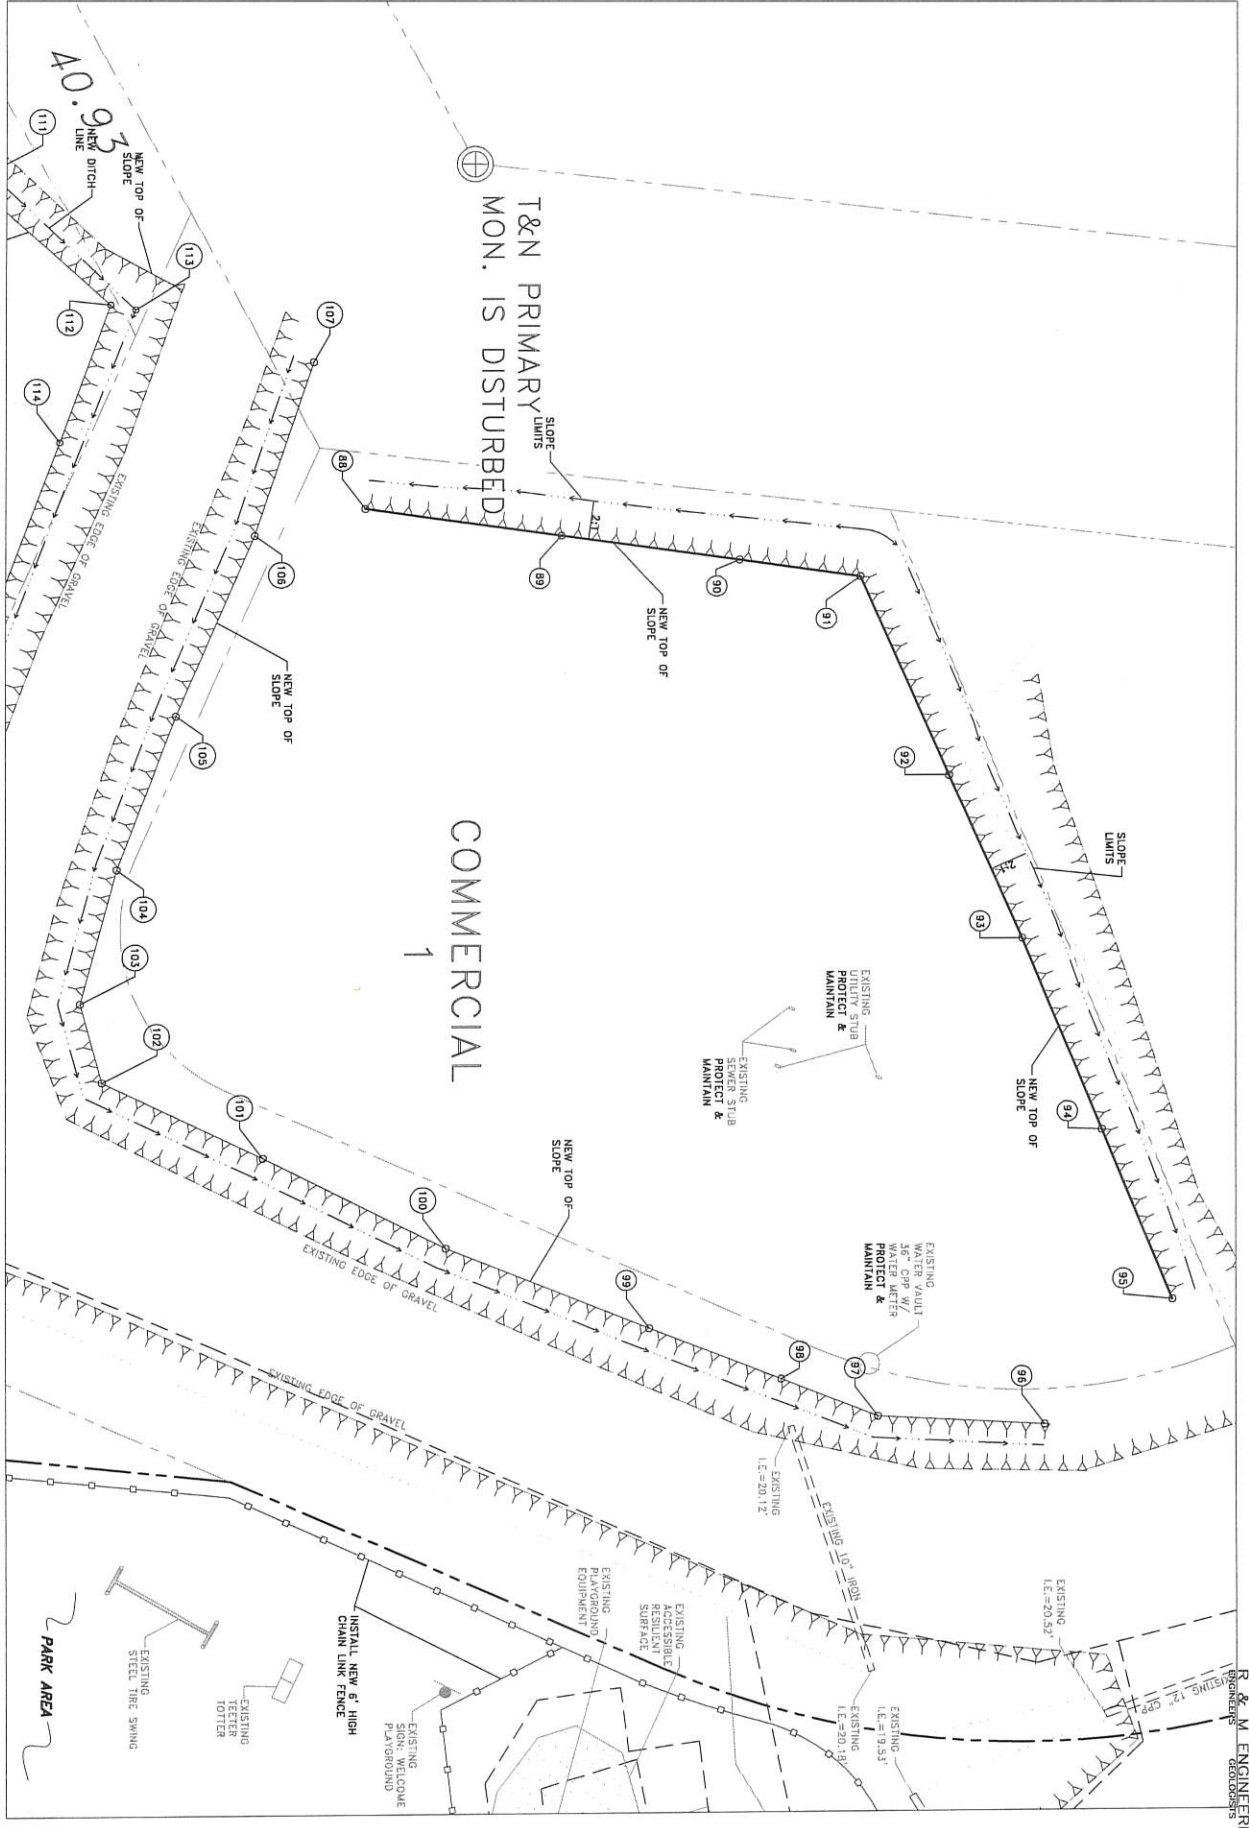 40.93
111
NEW DITCH
LINE
NEW TOP OF
SLOPE
113
112
114
EXISTING EDGE OF GRAVEL
107
106
EXISTING EDGE OF GRAVEL
105
NEW TOP OF
SLOPE
104
103
102
T&N PRIMARY
MON. IS DISTURBED
SLOPE
LIMITS
88
2:1
89
NEW TOP OF
SLOPE
90
91
92
SLOPE
LIMITS
2:1
93
NEW TOP OF
SLOPE
94
95
COMMERCIAL
1
EXISTING
UTILITY STUB
PROTECT &
MAINTAIN
EXISTING
SEWER STUB
PROTECT &
MAINTAIN
101
100
NEW TOP OF
SLOPE
EXISTING EDGE OF GRAVEL
99
98
EXISTING
WATER VAULT
36" CPP W/
WATER METER
PROTECT &
MAINTAIN
97
96
EXISTING EDGE OF GRAVEL
EXISTING
I.E.=20.12'
EXISTING 10" IRON
EXISTING
I.E.=20.52'
EXISTING 12" CPP
EXISTING
I.E.=19.53'
EXISTING
I.E.=20.18'
EXISTING
ACCESSIBLE
RESILIENT
SURFACE
EXISTING
PLAYGROUND
EQUIPMENT
INSTALL NEW 6' HIGH
CHAIN LINK FENCE
EXISTING
SIGN: WELCOME
PLAYGROUND
EXISTING
TEETER
TOTTER
EXISTING
STEEL TIRE SWING
PARK AREA
R & M ENGINEERI
ENGINEERS GEOLOGISTS